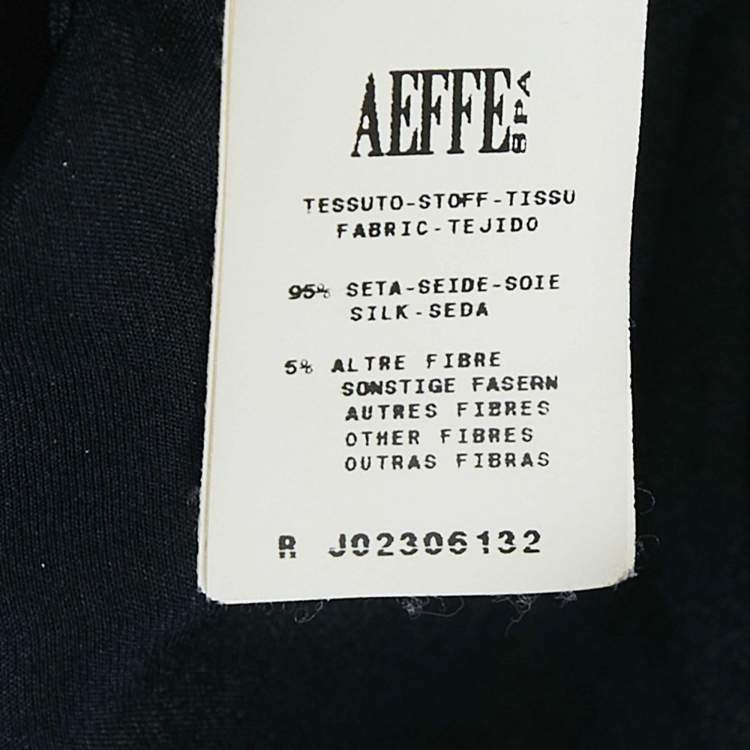 AEFFE SPA
TESSUTO-STOFF-TISSU
FABRIC-TEJIDO
95% SETA-SEIDE-SOIE
SILK-SEDA
5% ALTRE FIBRE
SONSTIGE FASERN
AUTRES FIBRES
OTHER FIBRES
OUTRAS FIBRAS
R J02306132